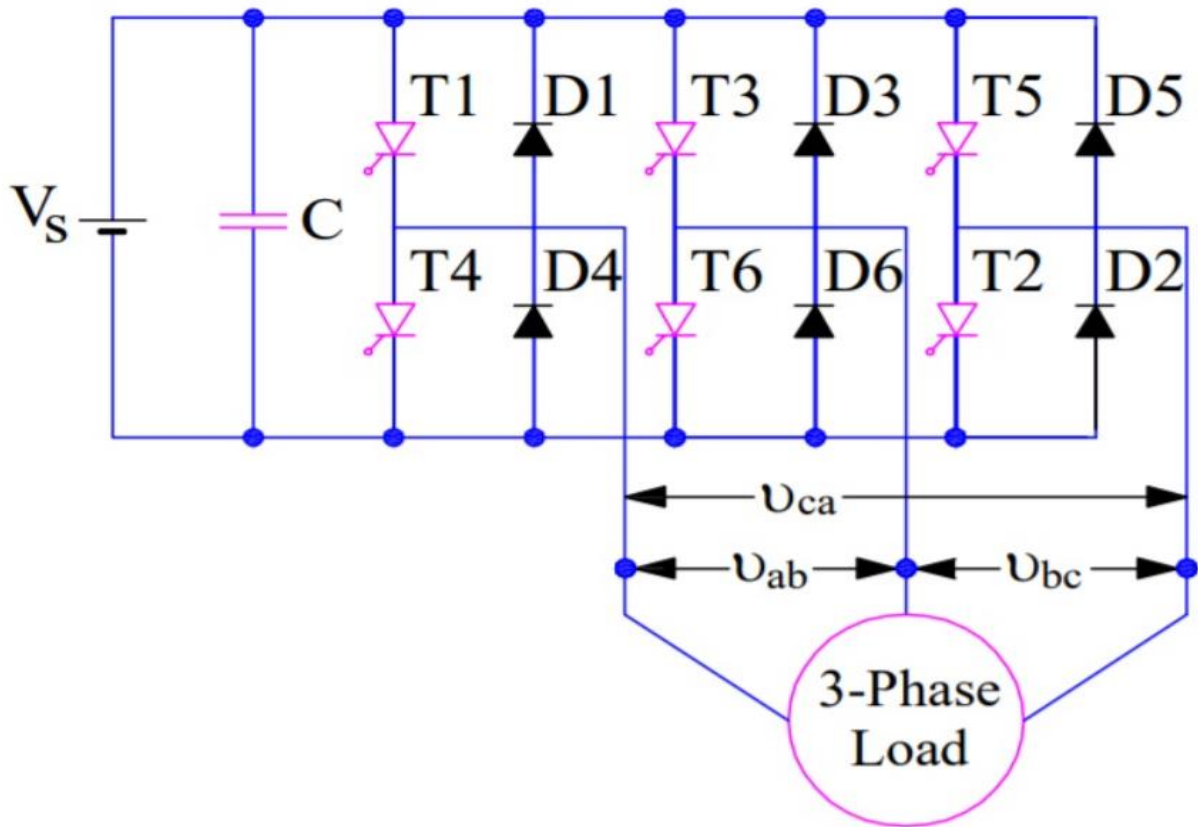 T1 D1 T3 D3 T5 D5
Vs C
T4 D4 T6 D6 T2 D2
υca
υab υbc
3-Phase
Load